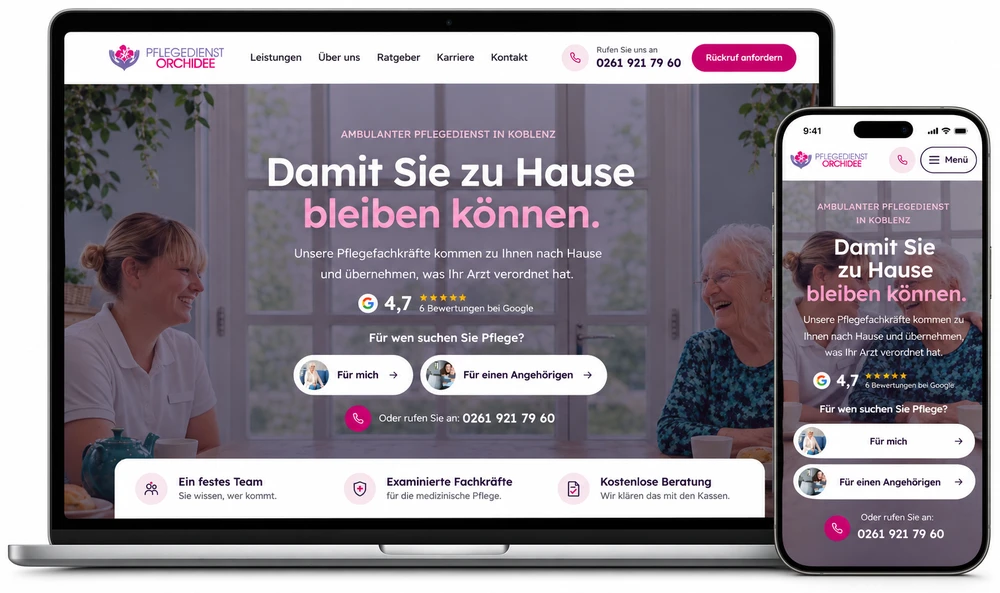 PFLEGEDIENST
ORCHIDEE
Leistungen
Über uns
Ratgeber
Karriere
Kontakt
Rufen Sie uns an
0261 921 79 60
Rückruf anfordern
AMBULANTER PFLEGEDIENST IN KOBLENZ
Damit Sie zu Hause
bleiben können.
Unsere Pflegefachkräfte kommen zu Ihnen nach Hause
und übernehmen, was Ihr Arzt verordnet hat.
G 4,7
6 Bewertungen bei Google
Für wen suchen Sie Pflege?
Für mich →
Für einen Angehörigen →
Oder rufen Sie an: 0261 921 79 60
Ein festes Team
Sie wissen, wer kommt.
Examinierte Fachkräfte
für die medizinische Pflege.
Kostenlose Beratung
Wir klären das mit den Kassen.
9:41
PFLEGEDIENST
ORCHIDEE
Menü
AMBULANTER PFLEGEDIENST
IN KOBLENZ
Damit Sie
zu Hause
bleiben können.
Unsere Pflegefachkräfte kommen zu
Ihnen nach Hause und übernehmen,
was Ihr Arzt verordnet hat.
G 4,7
6 Bewertungen bei Google
Für wen suchen Sie Pflege?
Für mich →
Für einen Angehörigen →
Oder rufen Sie an:
0261 921 79 60